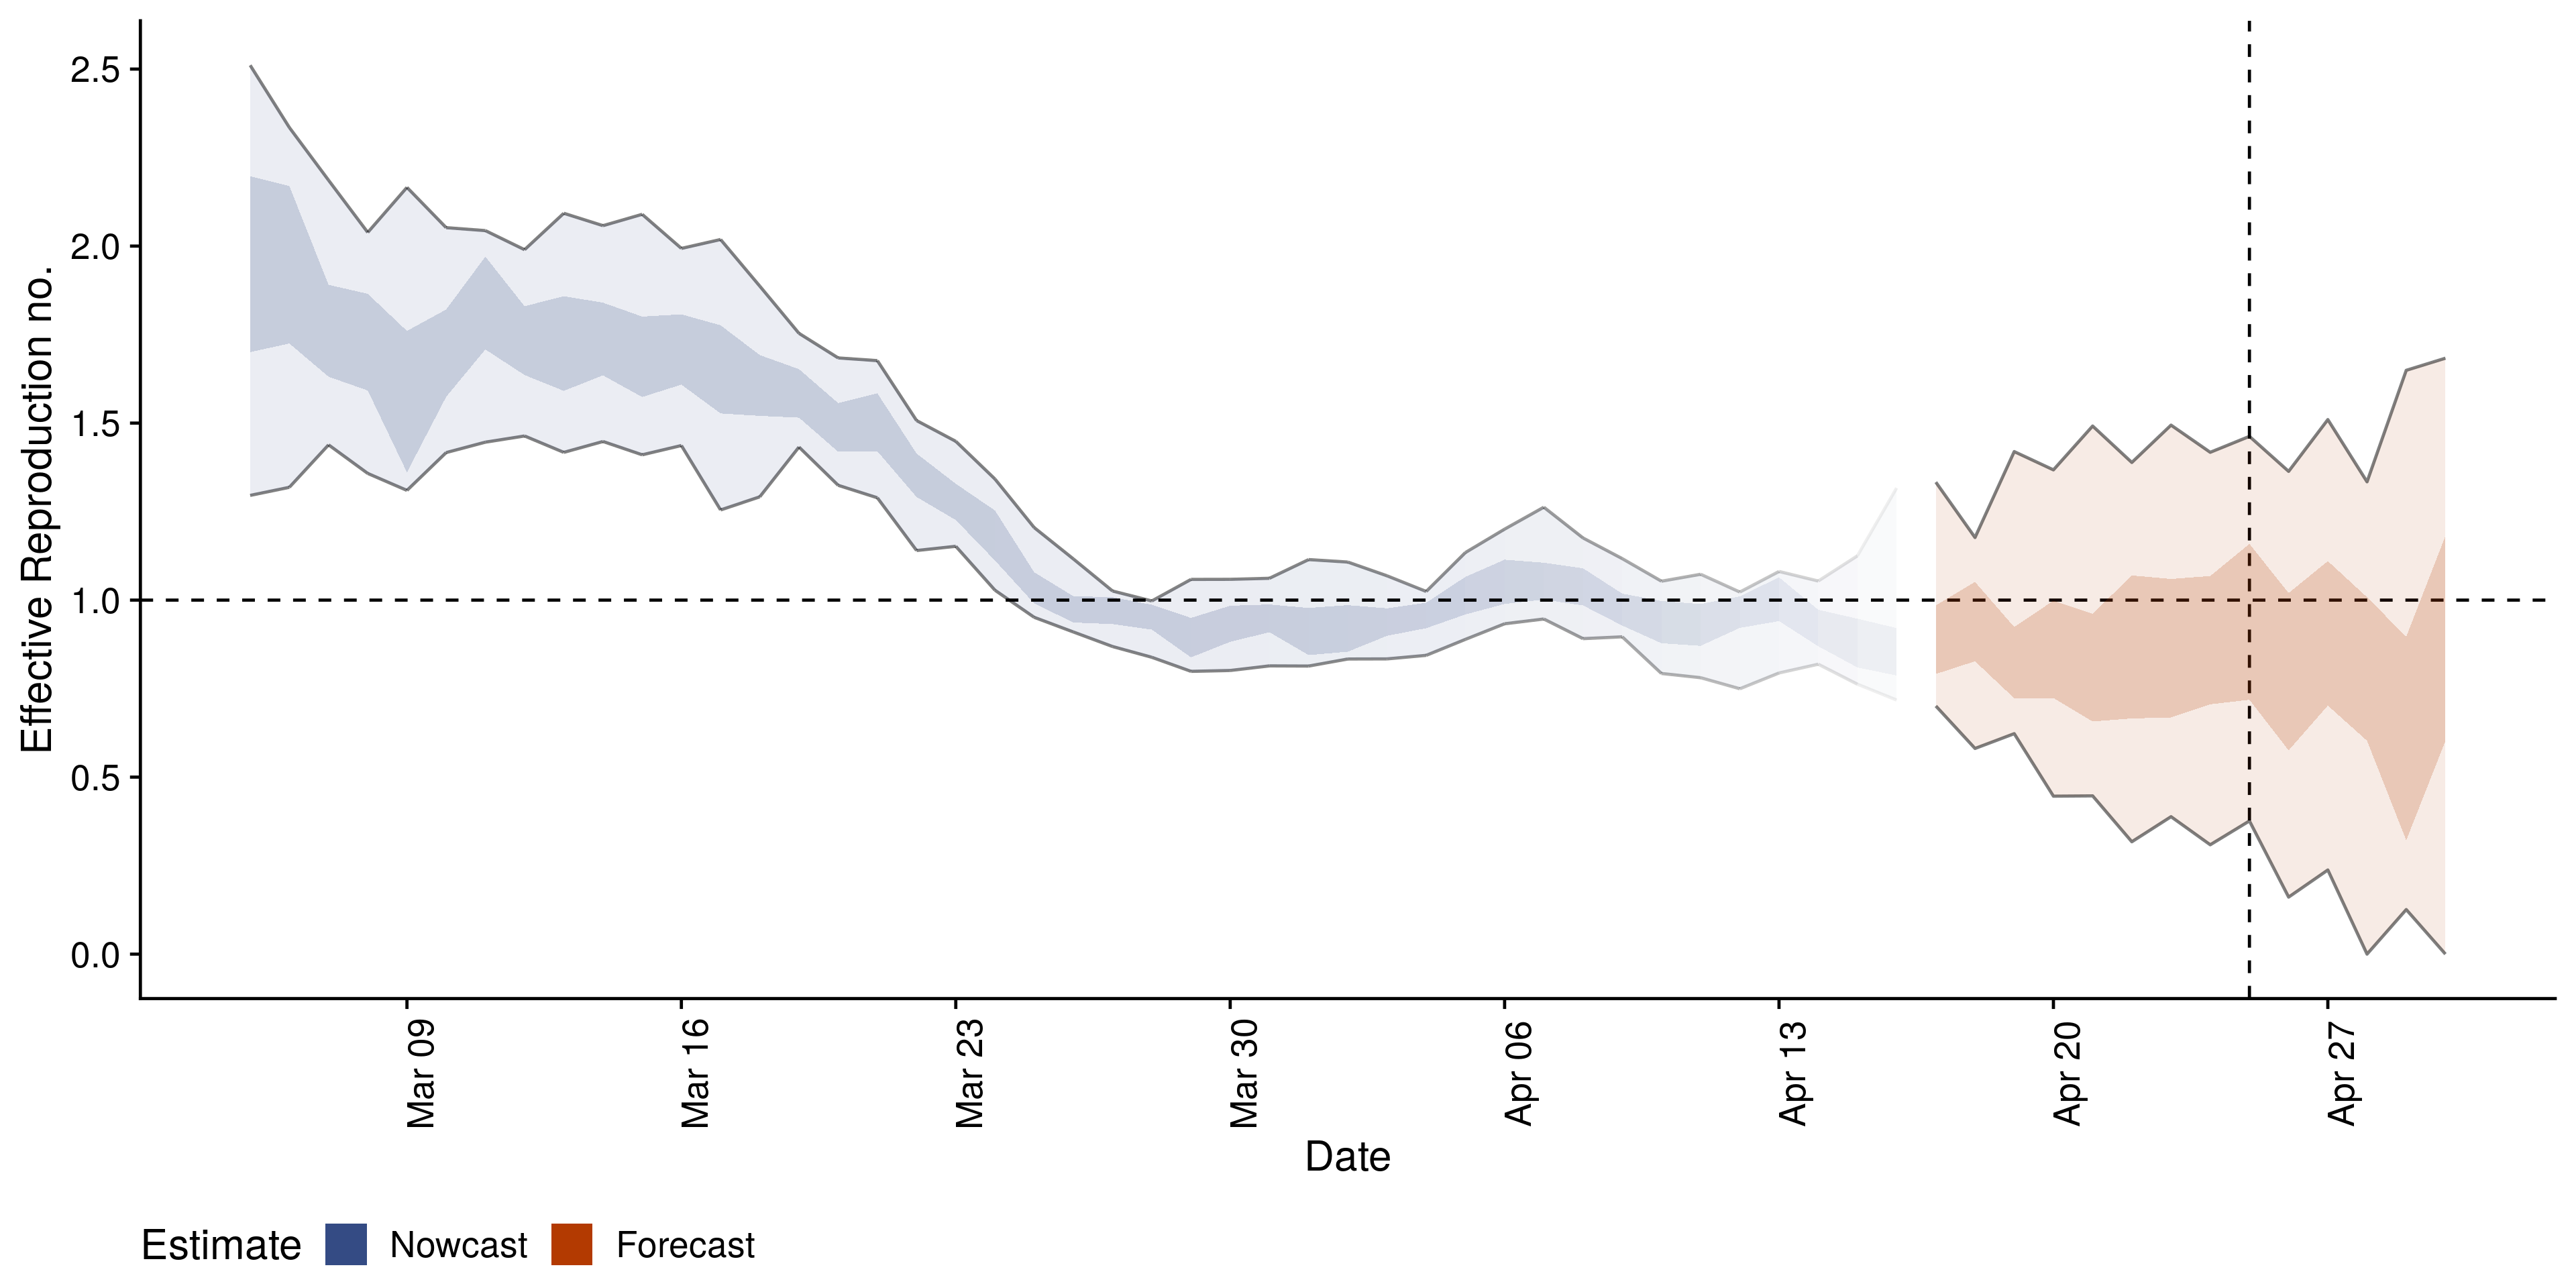 Effective Reproduction no.
2.5
2.0
1.5
1.0
0.5
0.0
Mar 09
Mar 16
Mar 23
Mar 30
Apr 06
Apr 13
Apr 20
Apr 27
Date
Estimate Nowcast Forecast